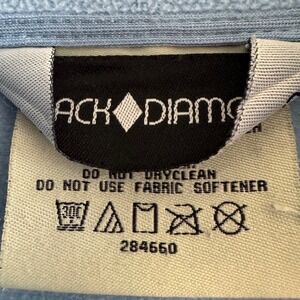 ACK◆DIAMO
DO NOT DRYCLEAN
DO NOT USE FABRIC SOFTENER
30C
284660